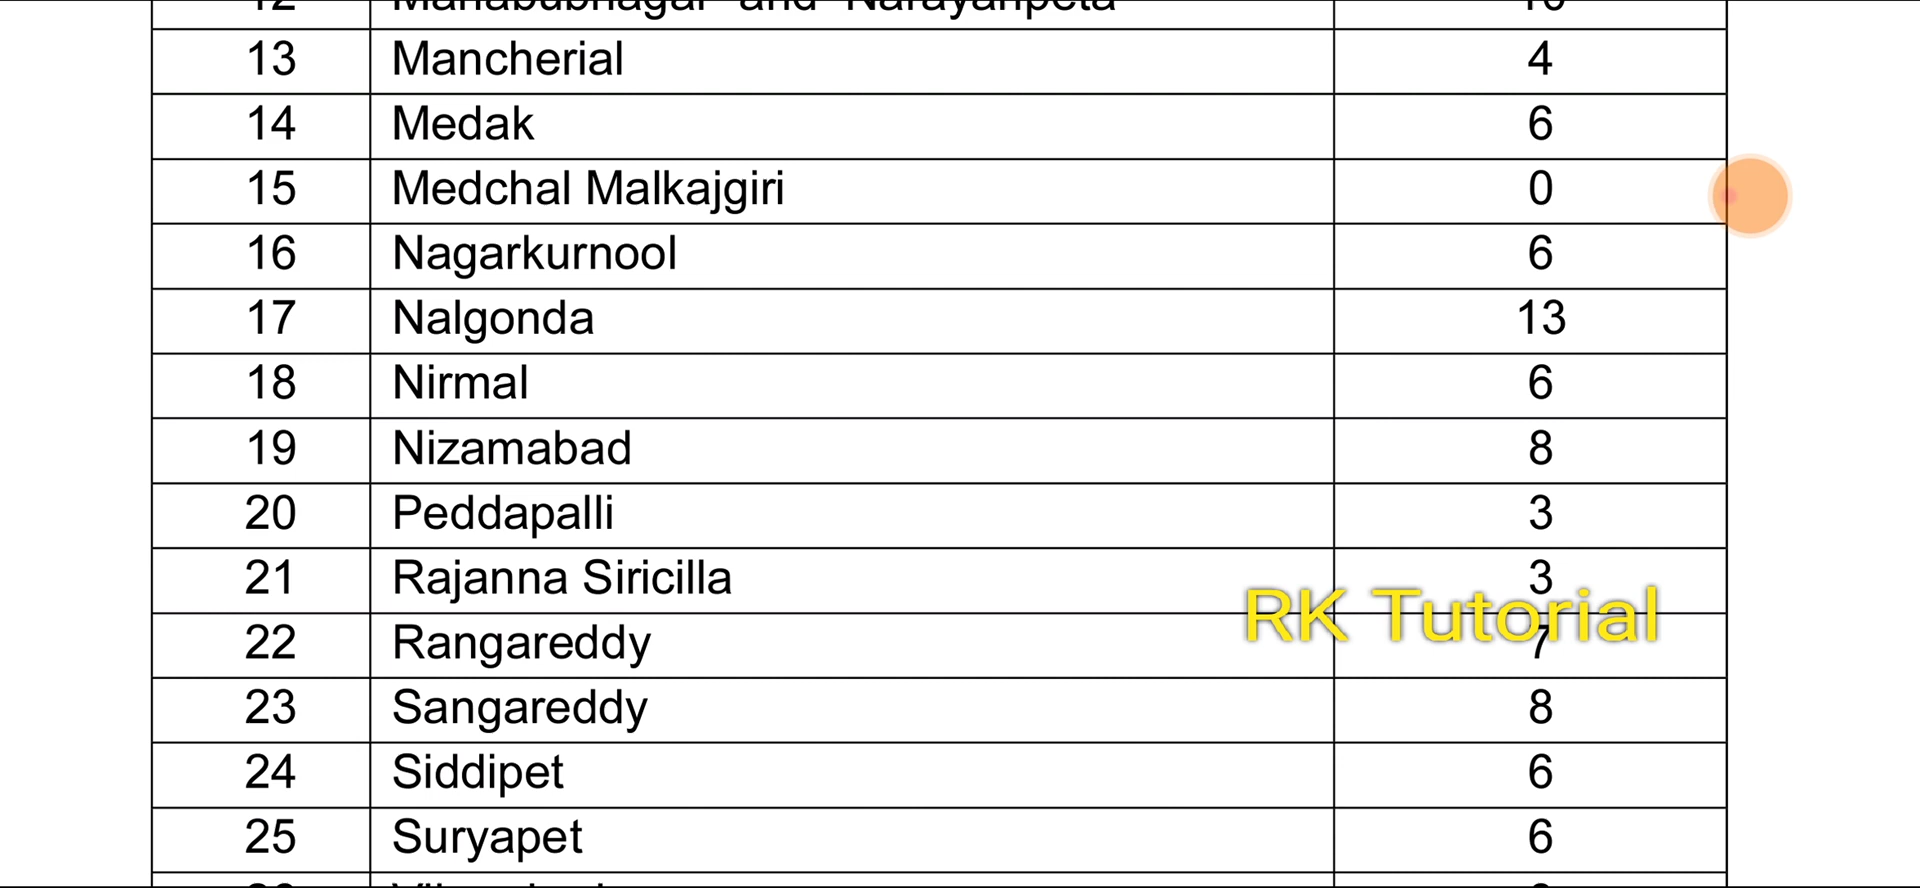 13 Mancherial 4
14 Medak 6
15 Medchal Malkajgiri 0
16 Nagarkurnool 6
17 Nalgonda 13
18 Nirmal 6
19 Nizamabad 8
20 Peddapalli 3
21 Rajanna Siricilla 3
RK Tutorial
22 Rangareddy 7
23 Sangareddy 8
24 Siddipet 6
25 Suryapet 6